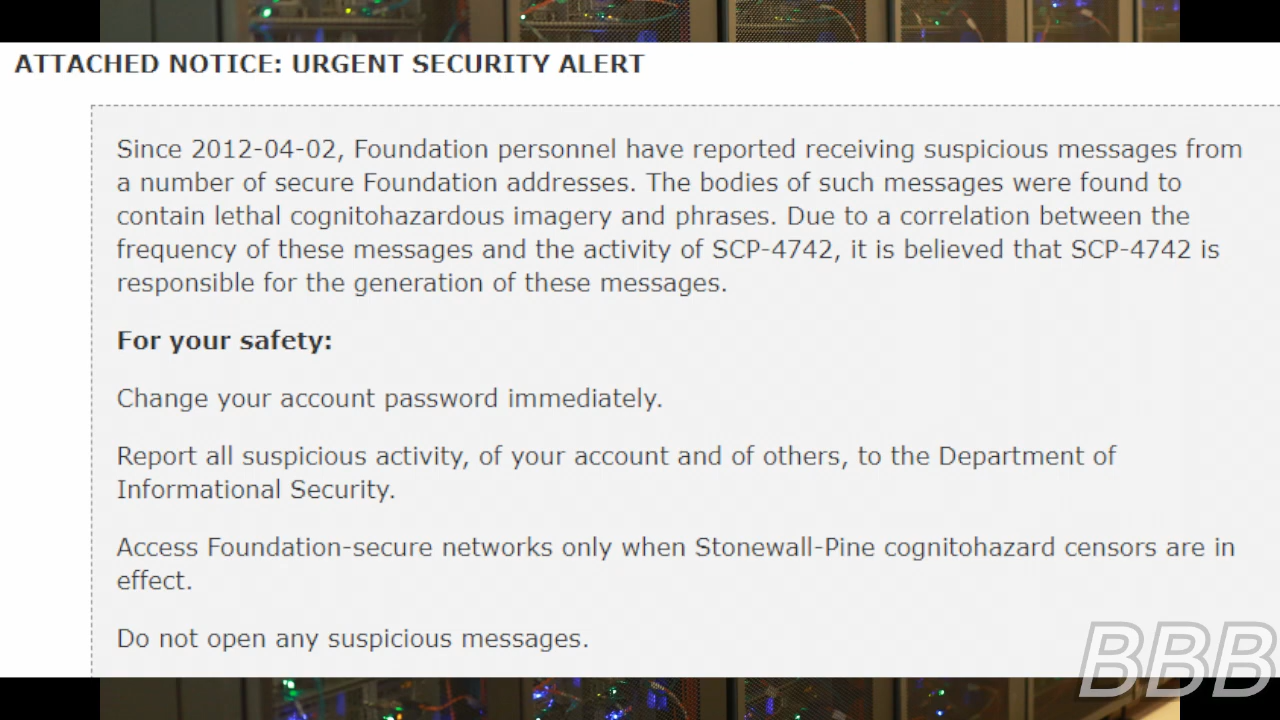 ATTACHED NOTICE: URGENT SECURITY ALERT
Since 2012-04-02, Foundation personnel have reported receiving suspicious messages from
a number of secure Foundation addresses. The bodies of such messages were found to
contain lethal cognitohazardous imagery and phrases. Due to a correlation between the
frequency of these messages and the activity of SCP-4742, it is believed that SCP-4742 is
responsible for the generation of these messages.
For your safety:
Change your account password immediately.
Report all suspicious activity, of your account and of others, to the Department of
Informational Security.
Access Foundation-secure networks only when Stonewall-Pine cognitohazard censors are in
effect.
Do not open any suspicious messages.
BBB